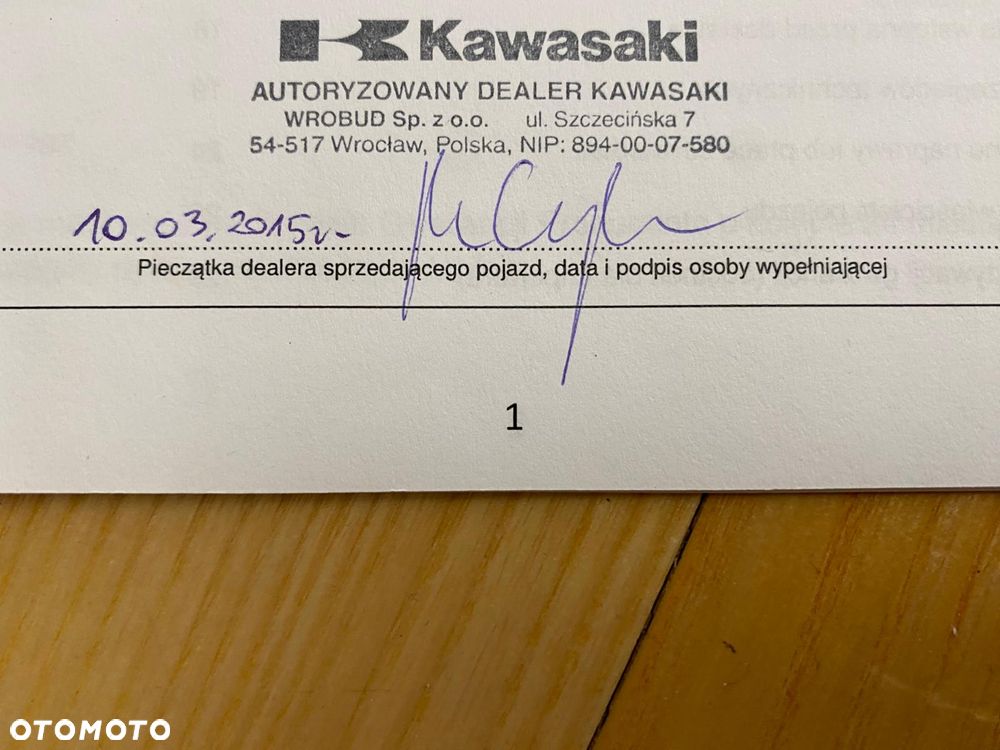 Kawasaki
AUTORYZOWANY DEALER KAWASAKI
WROBUD Sp. z o.o. ul. Szczecińska 7
54-517 Wrocław, Polska, NIP: 894-00-07-580
10.03.2015r.
Pieczątka dealera sprzedającego pojazd, data i podpis osoby wypełniającej
1
OTOMOTO